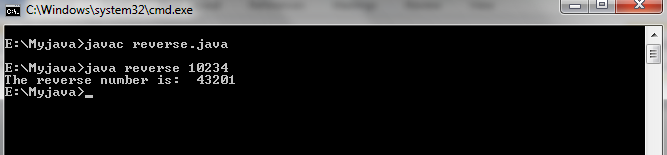 C:\Windows\system32\cmd.exe
E:\Myjava>javac reverse.java
E:\Myjava>java reverse 10234
The reverse number is:  43201
E:\Myjava>_